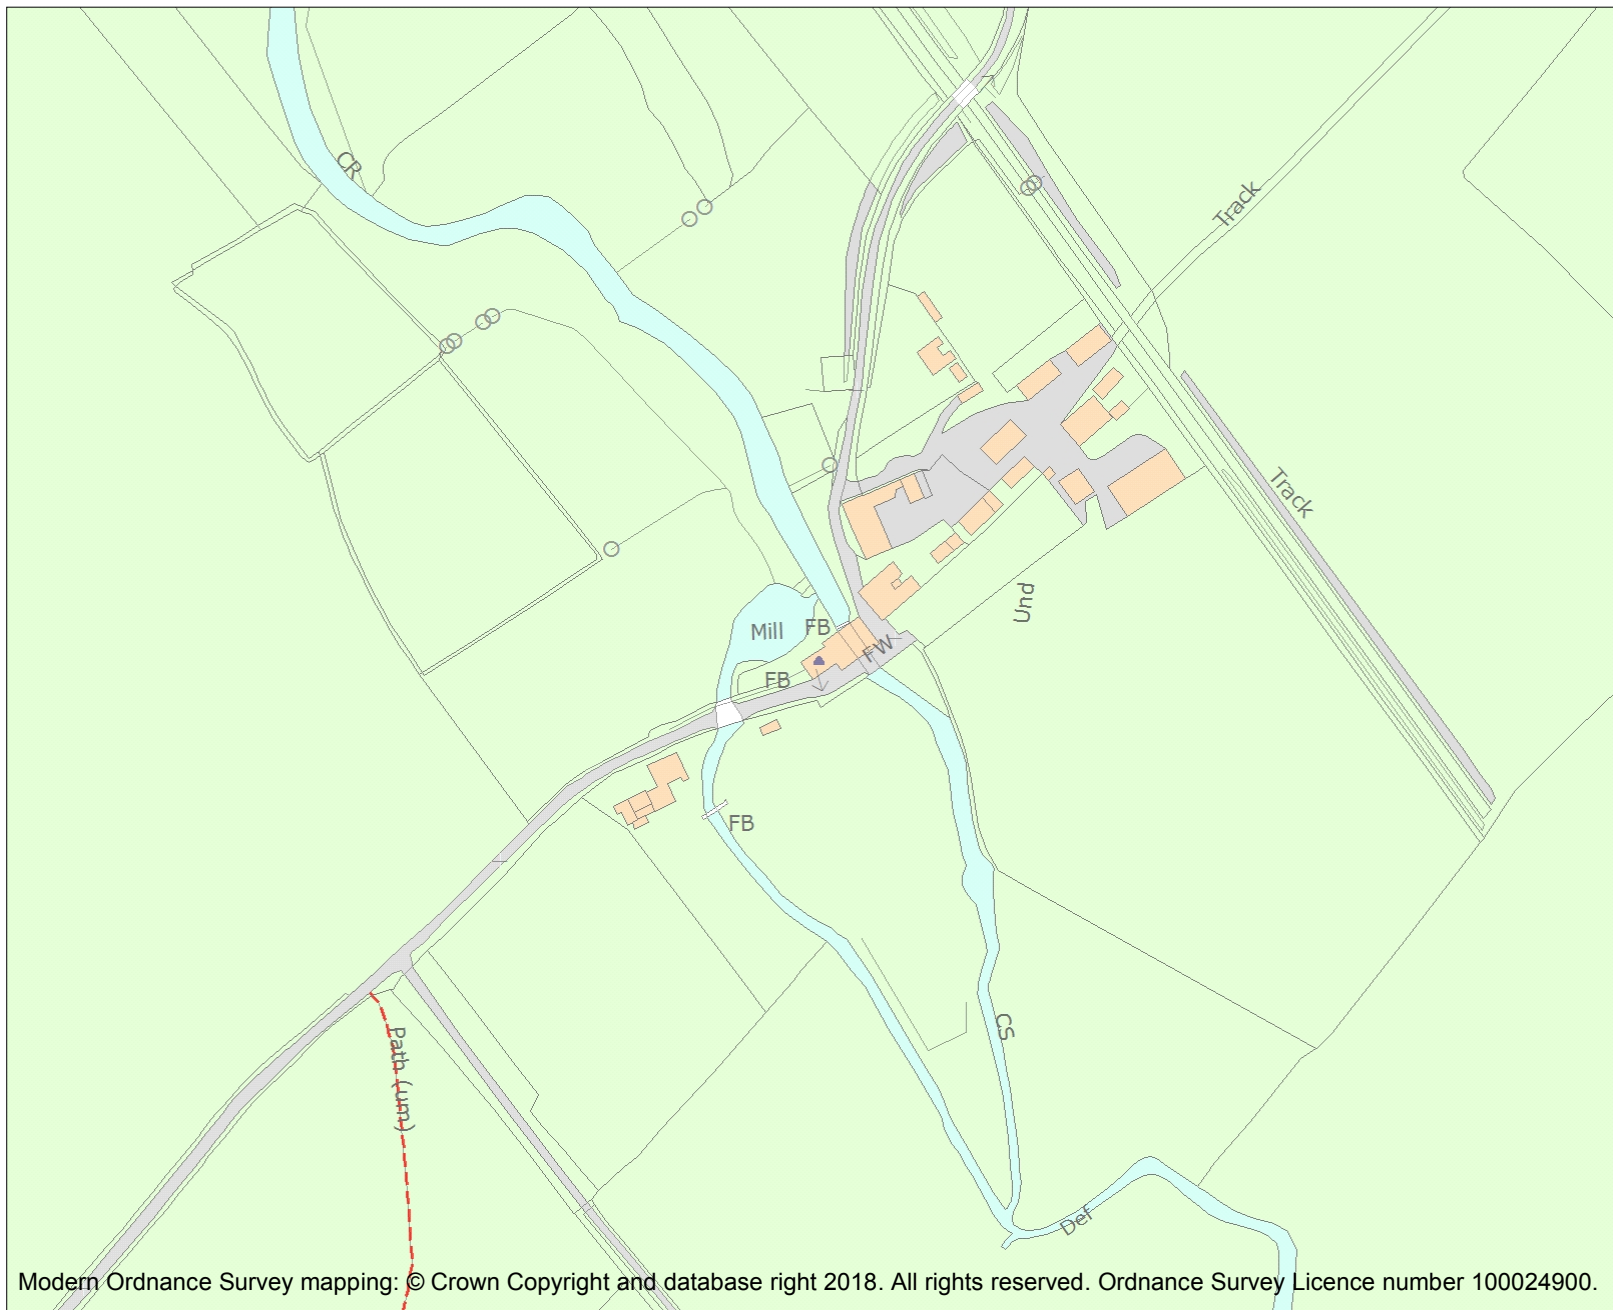 CR
Track
Track
Und
Mill
FB
FW
FB
FB
CS
Path (um)
Def
Modern Ordnance Survey mapping: © Crown Copyright and database right 2018. All rights reserved. Ordnance Survey Licence number 100024900.